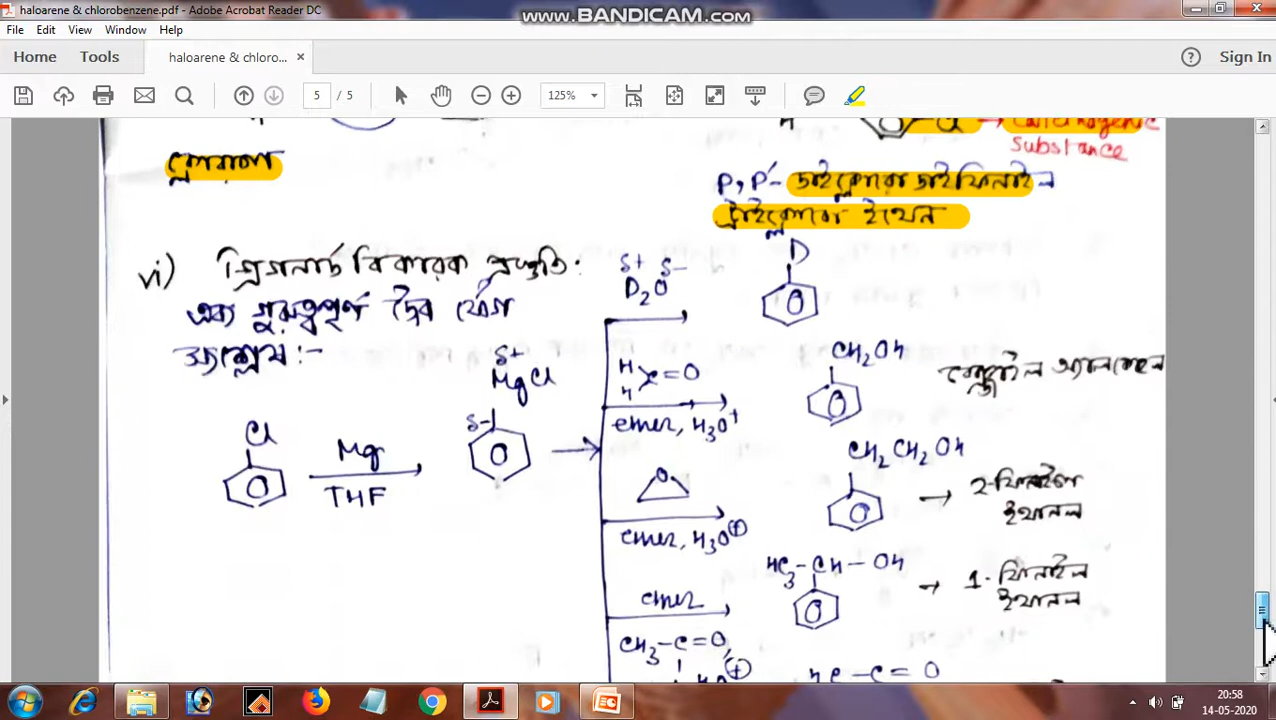 haloarene & chlorobenzene.pdf - Adobe Acrobat Reader DC
www.BANDICAM.com
File Edit View Window Help
Home Tools haloarene & chloro... × Sign In
5 / 5 125%
Substance
P, P′- ডাইক্লোরো ডাইফিনাইল
ট্রাইক্লোরো ইথেন
vi) গ্রিগনার্ড বিকারক প্রস্তুতি:
এবং গুরুত্বপূর্ণ জৈব যৌগ
সংশ্লেষ:-
δ+ δ-
D₂O
D
δ+
MgCl
δ-
Cl
Mg
THF
H
H C=O
ether, H₃O+
CH₂OH
বেঞ্জাইল অ্যালকোহল
O
ether, H₃O⊕
CH₂CH₂OH
→ 2-ফিনাইল
ইথানল
ether
CH₃-C=O,
H₃C-CH-OH
→ 1-ফিনাইল
ইথানল
20:58
14-05-2020